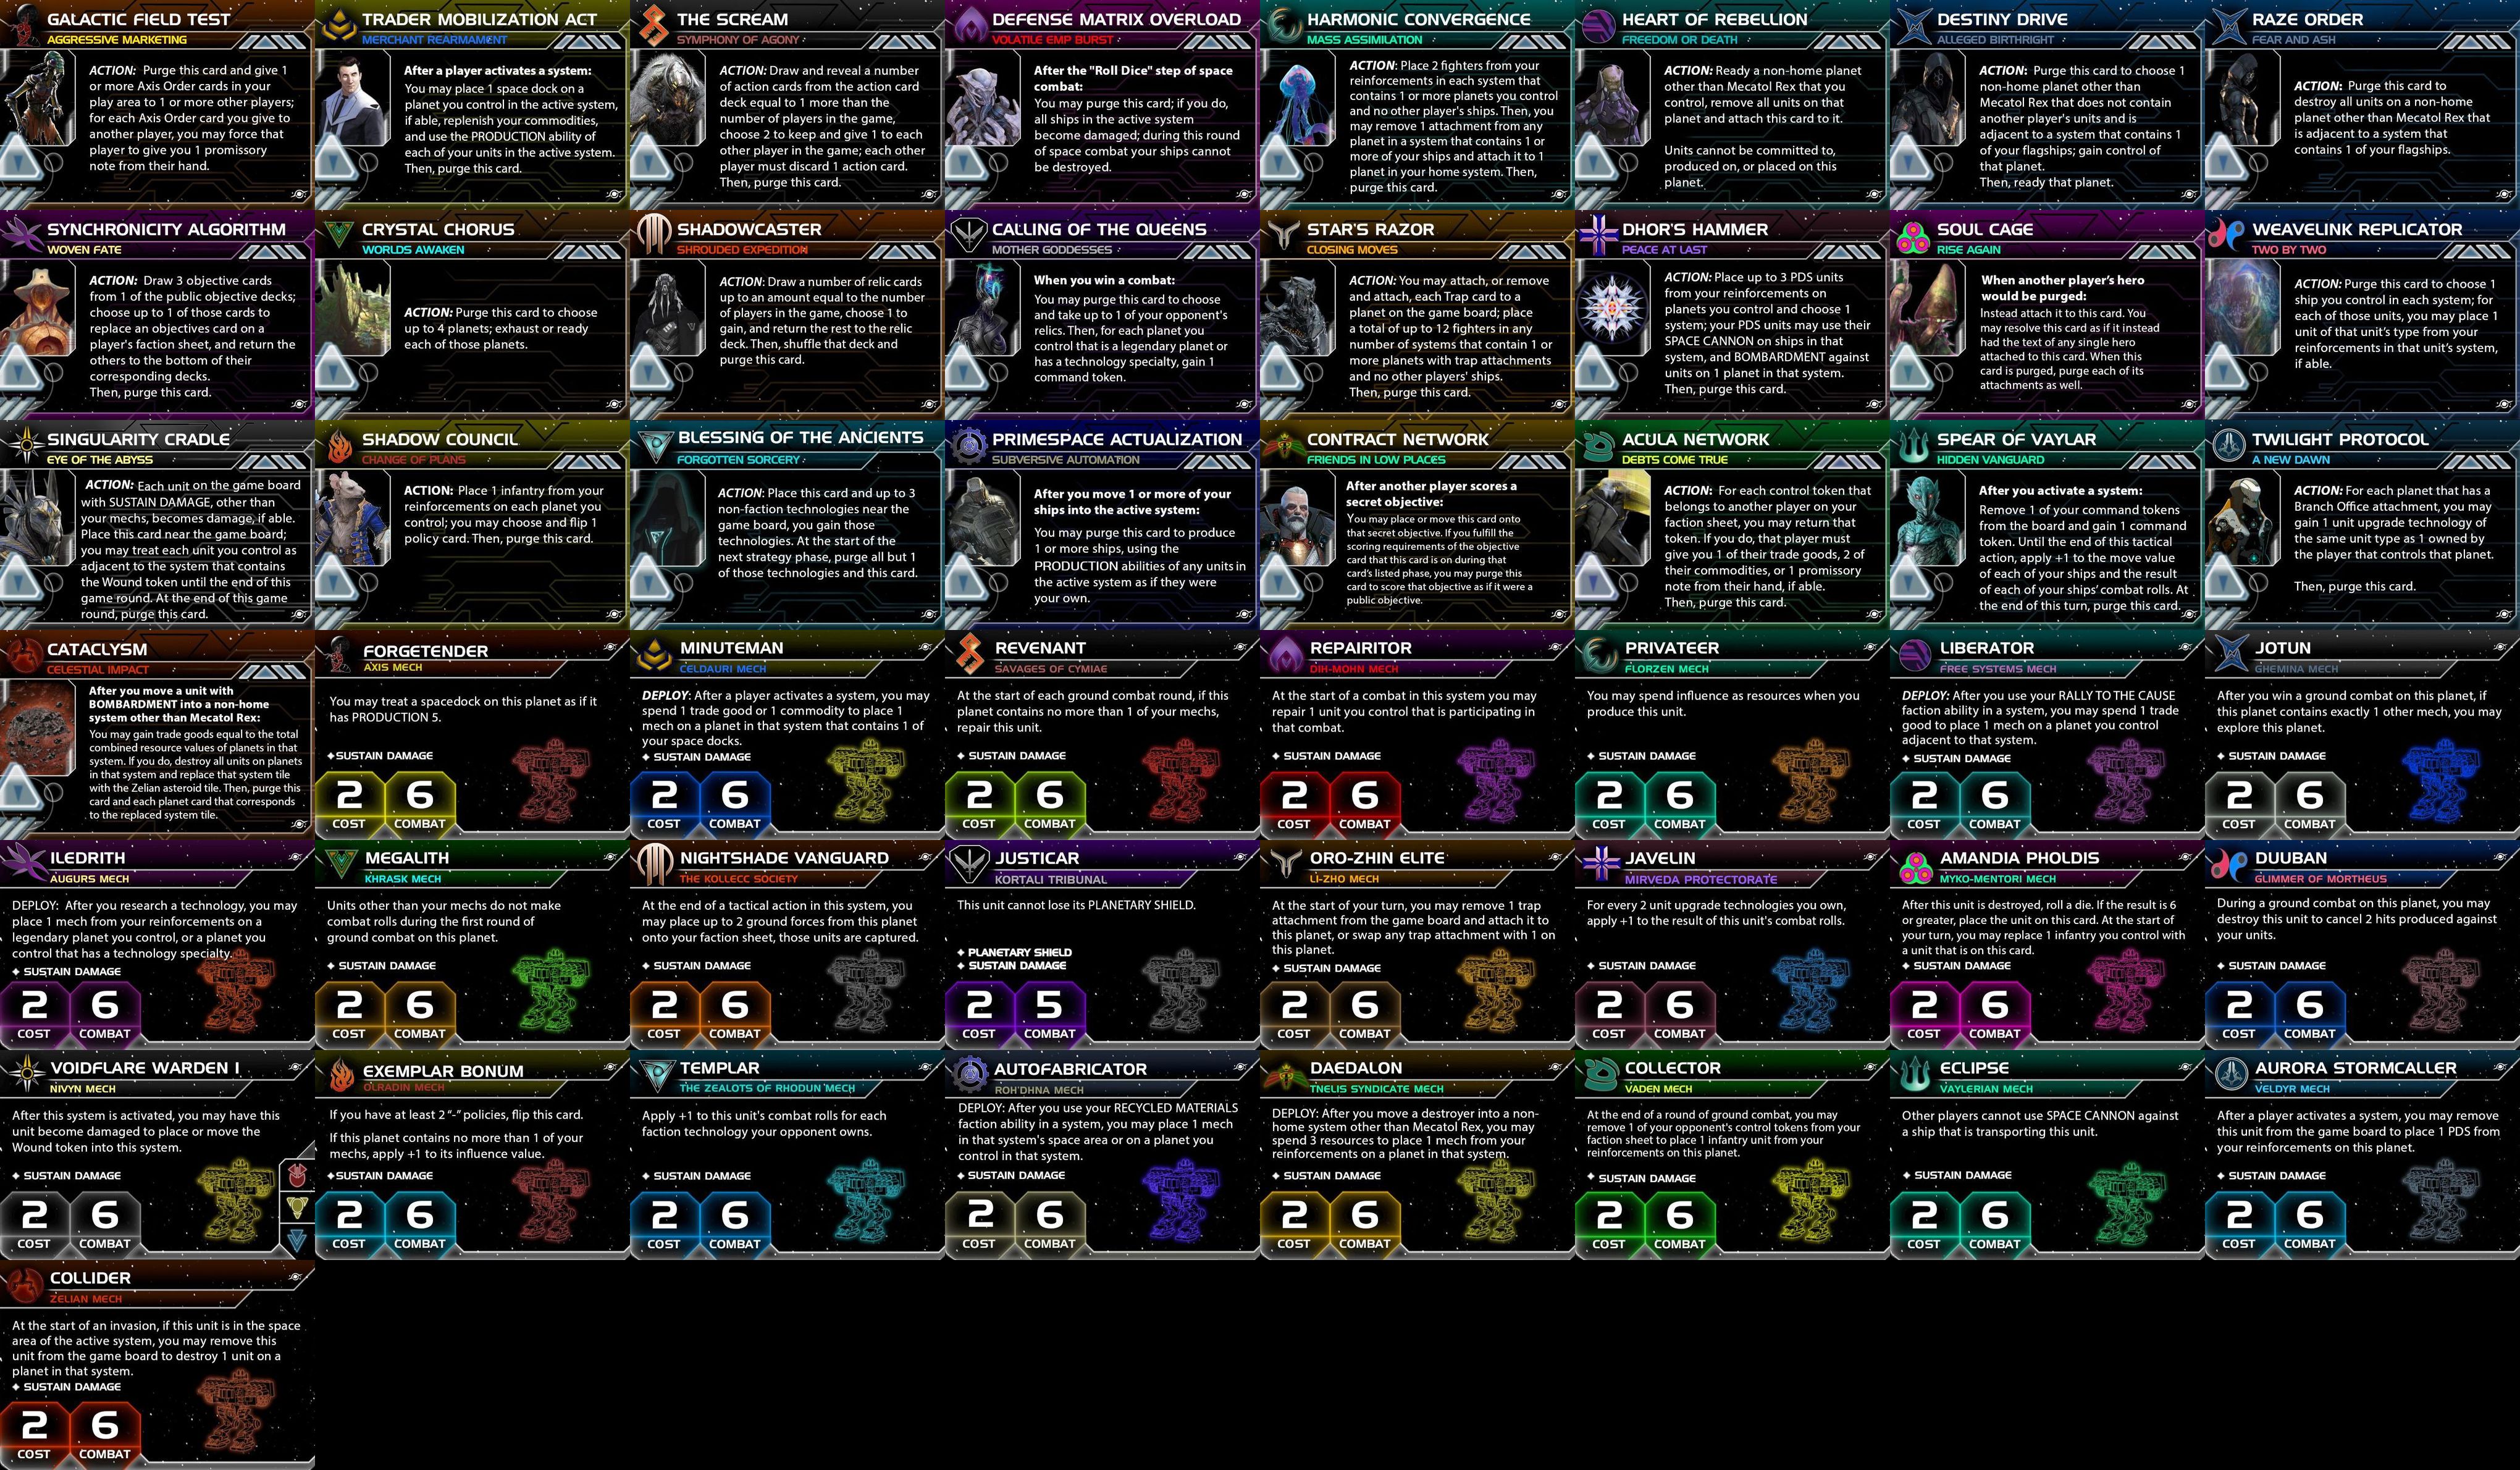 GALACTIC FIELD TEST
AGGRESSIVE MARKETING
ACTION: Purge this card and give 1
or more Axis Order cards in your
play area to 1 or more other players;
for each Axis Order card you give to
another player, you may force that
player to give you 1 promissory
note from their hand.
TRADER MOBILIZATION ACT
MERCHANT REARMAMENT
After a player activates a system:
You may place 1 space dock on a
planet you control in the active system,
if able, replenish your commodities,
and use the PRODUCTION ability of
each of your units in the active system.
Then, purge this card.
THE SCREAM
SYMPHONY OF AGONY
ACTION: Draw and reveal a number
of action cards from the action card
deck equal to 1 more than the
number of players in the game,
choose 2 to keep and give 1 to each
other player in the game; each other
player must discard 1 action card.
Then, purge this card.
DEFENSE MATRIX OVERLOAD
VOLATILE EMP BURST
After the "Roll Dice" step of space
combat:
You may purge this card; if you do,
all ships in the active system
become damaged; during this round
of space combat your ships cannot
be destroyed.
HARMONIC CONVERGENCE
MASS ASSIMILATION
ACTION: Place 2 fighters from your
reinforcements in each system that
contains 1 or more planets you control
and no other player's ships. Then, you
may remove 1 attachment from any
planet in a system that contains 1 or
more of your ships and attach it to 1
planet in your home system. Then,
purge this card.
HEART OF REBELLION
FREEDOM OR DEATH
ACTION: Ready a non-home planet
other than Mecatol Rex that you
control, remove all units on that
planet and attach this card to it.
Units cannot be committed to,
produced on, or placed on this
planet.
DESTINY DRIVE
ALLEGED BIRTHRIGHT
ACTION: Purge this card to choose 1
non-home planet other than
Mecatol Rex that does not contain
another player's units and is
adjacent to a system that contains 1
of your flagships; gain control of
that planet.
Then, ready that planet.
RAZE ORDER
FEAR AND ASH
ACTION: Purge this card to
destroy all units on a non-home
planet other than Mecatol Rex that
is adjacent to a system that
contains 1 of your flagships.
SYNCHRONICITY ALGORITHM
WOVEN FATE
ACTION: Draw 3 objective cards
from 1 of the public objective decks;
choose up to 1 of those cards to
replace an objectives card on a
player's faction sheet, and return the
others to the bottom of their
corresponding decks.
Then, purge this card.
CRYSTAL CHORUS
WORLDS AWAKEN
ACTION: Purge this card to choose
up to 4 planets; exhaust or ready
each of those planets.
SHADOWCASTER
SHROUDED EXPEDITION
ACTION: Draw a number of relic cards
up to an amount equal to the number
of players in the game, choose 1 to
gain, and return the rest to the relic
deck. Then, shuffle that deck and
purge this card.
CALLING OF THE QUEENS
MOTHER GODDESSES
When you win a combat:
You may purge this card to choose
and take up to 1 of your opponent's
relics. Then, for each planet you
control that is a legendary planet or
has a technology specialty, gain 1
command token.
STAR'S RAZOR
CLOSING MOVES
ACTION: You may attach, or remove
and attach, each Trap card to a
planet on the game board; place
a total of up to 12 fighters in any
number of systems that contain 1 or
more planets with trap attachments
and no other players' ships.
Then, purge this card.
DHOR'S HAMMER
PEACE AT LAST
ACTION: Place up to 3 PDS units
from your reinforcements on
planets you control and choose 1
system; your PDS units may use their
SPACE CANNON on ships in that
system, and BOMBARDMENT against
units on 1 planet in that system.
Then, purge this card.
SOUL CAGE
RISE AGAIN
When another player's hero
would be purged:
Instead attach it to this card. You
may resolve this card as if it instead
had the text of any single hero
attached to this card. When this
card is purged, purge each of its
attachments as well.
WEAVELINK REPLICATOR
TWO BY TWO
ACTION: Purge this card to choose 1
ship you control in each system; for
each of those units, you may place 1
unit of that unit's type from your
reinforcements in that unit's system,
if able.
SINGULARITY CRADLE
EYE OF THE ABYSS
ACTION: Each unit on the game board
with SUSTAIN DAMAGE, other than
your mechs, becomes damage, if able.
Place this card near the game board;
you may treat each unit you control as
adjacent to the system that contains
the Wound token until the end of this
game round. At the end of this game
round, purge this card.
SHADOW COUNCIL
CHANGE OF PLANS
ACTION: Place 1 infantry from your
reinforcements on each planet you
control; you may choose and flip 1
policy card. Then, purge this card.
BLESSING OF THE ANCIENTS
FORGOTTEN SORCERY
ACTION: Place this card and up to 3
non-faction technologies near the
game board, you gain those
technologies. At the start of the
next strategy phase, purge all but 1
of those technologies and this card.
PRIMESPACE ACTUALIZATION
SUBVERSIVE AUTOMATION
After you move 1 or more of your
ships into the active system:
You may purge this card to produce
1 or more ships, using the
PRODUCTION abilities of any units in
the active system as if they were
your own.
CONTRACT NETWORK
FRIENDS IN LOW PLACES
After another player scores a
secret objective:
You may place or move this card onto
that secret objective. If you fulfill the
scoring requirements of the objective
card that this card is on during that
card's listed phase, you may purge this
card to score that objective as if it were a
public objective.
ACULA NETWORK
DEBTS COME TRUE
ACTION: For each control token that
belongs to another player on your
faction sheet, you may return that
token. If you do, that player must
give you 1 of their trade goods, 2 of
their commodities, or 1 promissory
note from their hand, if able.
Then, purge this card.
SPEAR OF VAYLAR
HIDDEN VANGUARD
After you activate a system:
Remove 1 of your command tokens
from the board and gain 1 command
token. Until the end of this tactical
action, apply +1 to the move value
of each of your ships and the result
of each of your ships' combat rolls. At
the end of this turn, purge this card.
TWILIGHT PROTOCOL
A NEW DAWN
ACTION: For each planet that has a
Branch Office attachment, you may
gain 1 unit upgrade technology of
the same unit type as 1 owned by
the player that controls that planet.
Then, purge this card.
CATACLYSM
CELESTIAL IMPACT
After you move a unit with
BOMBARDMENT into a non-home
system other than Mecatol Rex:
You may gain trade goods equal to the total
combined resource values of planets in that
system. If you do, destroy all units on planets
in that system and replace that system tile
with the Zelian asteroid tile. Then, purge this
card and each planet card that corresponds
to the replaced system tile.
FORGETENDER
AXIS MECH
You may treat a spacedock on this planet as if it
has PRODUCTION 5.
SUSTAIN DAMAGE
2 6
COST COMBAT
MINUTEMAN
CELDAURI MECH
DEPLOY: After a player activates a system, you may
spend 1 trade good or 1 commodity to place 1
mech on a planet in that system that contains 1 of
your space docks.
SUSTAIN DAMAGE
2 6
COST COMBAT
REVENANT
SAVAGES OF CYMIAE
At the start of each ground combat round, if this
planet contains no more than 1 of your mechs,
repair this unit.
SUSTAIN DAMAGE
2 6
COST COMBAT
REPAIRITOR
DIH-MOHN MECH
At the start of a combat in this system you may
repair 1 unit you control that is participating in
that combat.
SUSTAIN DAMAGE
2 6
COST COMBAT
PRIVATEER
FLORZEN MECH
You may spend influence as resources when you
produce this unit.
SUSTAIN DAMAGE
2 6
COST COMBAT
LIBERATOR
FREE SYSTEMS MECH
DEPLOY: After you use your RALLY TO THE CAUSE
faction ability in a system, you may spend 1 trade
good to place 1 mech on a planet you control
adjacent to that system.
SUSTAIN DAMAGE
2 6
COST COMBAT
JOTUN
GHEMINA MECH
After you win a ground combat on this planet, if
this planet contains exactly 1 other mech, you may
explore this planet.
SUSTAIN DAMAGE
2 6
COST COMBAT
ILEDRITH
AUGURS MECH
DEPLOY: After you research a technology, you may
place 1 mech from your reinforcements on a
legendary planet you control, or a planet you
control that has a technology specialty.
SUSTAIN DAMAGE
2 6
COST COMBAT
MEGALITH
KHRASK MECH
Units other than your mechs do not make
combat rolls during the first round of
ground combat on this planet.
SUSTAIN DAMAGE
2 6
COST COMBAT
NIGHTSHADE VANGUARD
THE KOLLECC SOCIETY
At the end of a tactical action in this system, you
may place up to 2 ground forces from this planet
onto your faction sheet, those units are captured.
SUSTAIN DAMAGE
2 6
COST COMBAT
JUSTICAR
KORTALI TRIBUNAL
This unit cannot lose its PLANETARY SHIELD.
PLANETARY SHIELD
SUSTAIN DAMAGE
2 5
COST COMBAT
ORO-ZHIN ELITE
LI-ZHO MECH
At the start of your turn, you may remove 1 trap
attachment from the game board and attach it to
this planet, or swap any trap attachment with 1 on
this planet.
SUSTAIN DAMAGE
2 6
COST COMBAT
JAVELIN
MIRVEDA PROTECTORATE
For every 2 unit upgrade technologies you own,
apply +1 to the result of this unit's combat rolls.
SUSTAIN DAMAGE
2 6
COST COMBAT
AMANDIA PHOLDIS
MYKO-MENTORI MECH
After this unit is destroyed, roll a die. If the result is 6
or greater, place the unit on this card. At the start of
your turn, you may replace 1 infantry you control with
a unit that is on this card.
SUSTAIN DAMAGE
2 6
COST COMBAT
DUUBAN
GLIMMER OF MORTHEUS
During a ground combat on this planet, you may
destroy this unit to cancel 2 hits produced against
your units.
SUSTAIN DAMAGE
2 6
COST COMBAT
VOIDFLARE WARDEN I
NIVYN MECH
After this system is activated, you may have this
unit become damaged to place or move the
Wound token into this system.
SUSTAIN DAMAGE
2 6
COST COMBAT
EXEMPLAR BONUM
OLRADIN MECH
If you have at least 2 "-" policies, flip this card.
If this planet contains no more than 1 of your
mechs, apply +1 to its influence value.
SUSTAIN DAMAGE
2 6
COST COMBAT
TEMPLAR
THE ZEALOTS OF RHODUN MECH
Apply +1 to this unit's combat rolls for each
faction technology your opponent owns.
SUSTAIN DAMAGE
2 6
COST COMBAT
AUTOFABRICATOR
ROH'DHNA MECH
DEPLOY: After you use your RECYCLED MATERIALS
faction ability in a system, you may place 1 mech
in that system's space area or on a planet you
control in that system.
SUSTAIN DAMAGE
2 6
COST COMBAT
DAEDALON
TNELIS SYNDICATE MECH
DEPLOY: After you move a destroyer into a non-
home system other than Mecatol Rex, you may
spend 3 resources to place 1 mech from your
reinforcements on a planet in that system.
SUSTAIN DAMAGE
2 6
COST COMBAT
COLLECTOR
VADEN MECH
At the end of a round of ground combat, you may
remove 1 of your opponent's control tokens from your
faction sheet to place 1 infantry unit from your
reinforcements on this planet.
SUSTAIN DAMAGE
2 6
COST COMBAT
ECLIPSE
VAYLERIAN MECH
Other players cannot use SPACE CANNON against
a ship that is transporting this unit.
SUSTAIN DAMAGE
2 6
COST COMBAT
AURORA STORMCALLER
VELDYR MECH
After a player activates a system, you may remove
this unit from the game board to place 1 PDS from
your reinforcements on this planet.
SUSTAIN DAMAGE
2 6
COST COMBAT
COLLIDER
ZELIAN MECH
At the start of an invasion, if this unit is in the space
area of the active system, you may remove this
unit from the game board to destroy 1 unit on a
planet in that system.
SUSTAIN DAMAGE
2 6
COST COMBAT